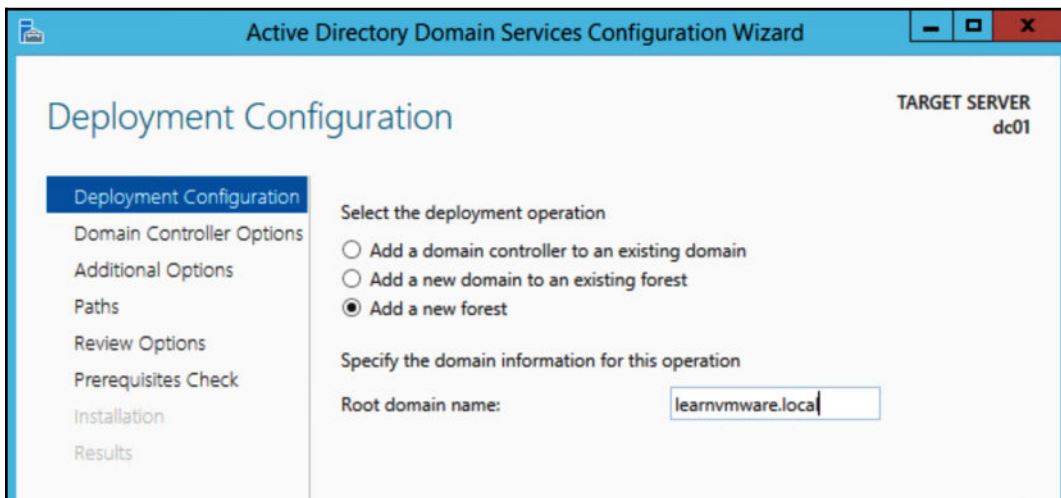 Active Directory Domain Services Configuration Wizard
Deployment Configuration
TARGET SERVER
dc01
Deployment Configuration
Domain Controller Options
Additional Options
Paths
Review Options
Prerequisites Check
Installation
Results
Select the deployment operation
Add a domain controller to an existing domain
Add a new domain to an existing forest
Add a new forest
Specify the domain information for this operation
Root domain name: learnvmware.local